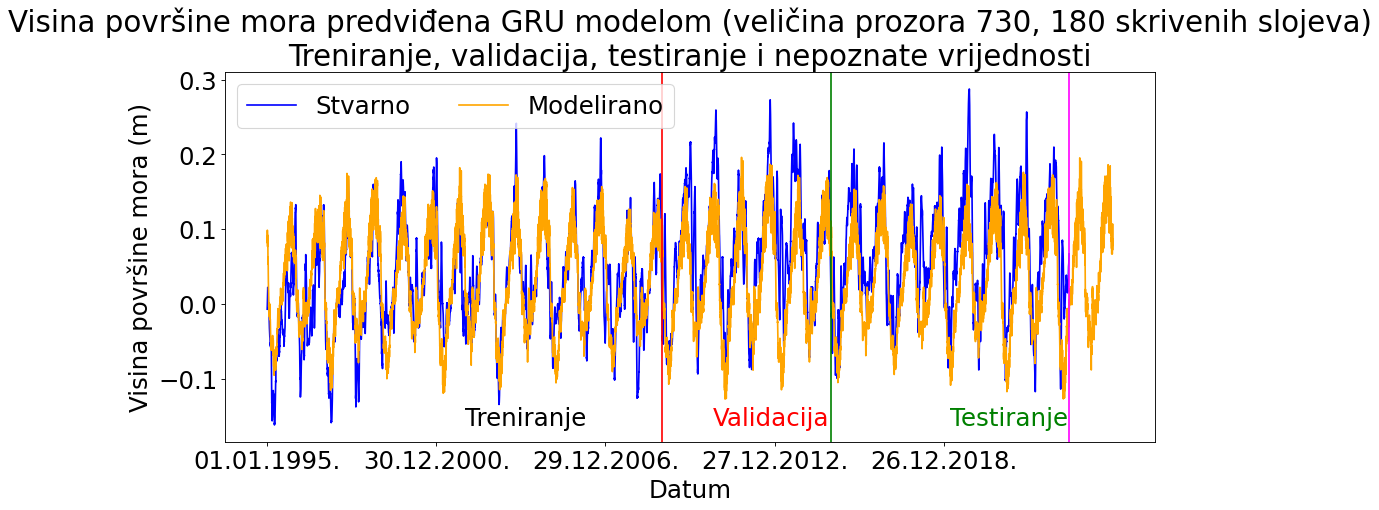 Visina površine mora predviđena GRU modelom (veličina prozora 730, 180 skrivenih slojeva)
Treniranje, validacija, testiranje i nepoznate vrijednosti
Stvarno
Modelirano
Visina površine mora (m)
0.3
0.2
0.1
0.0
−0.1
Treniranje
Validacija
Testiranje
01.01.1995.
30.12.2000.
29.12.2006.
27.12.2012.
26.12.2018.
Datum